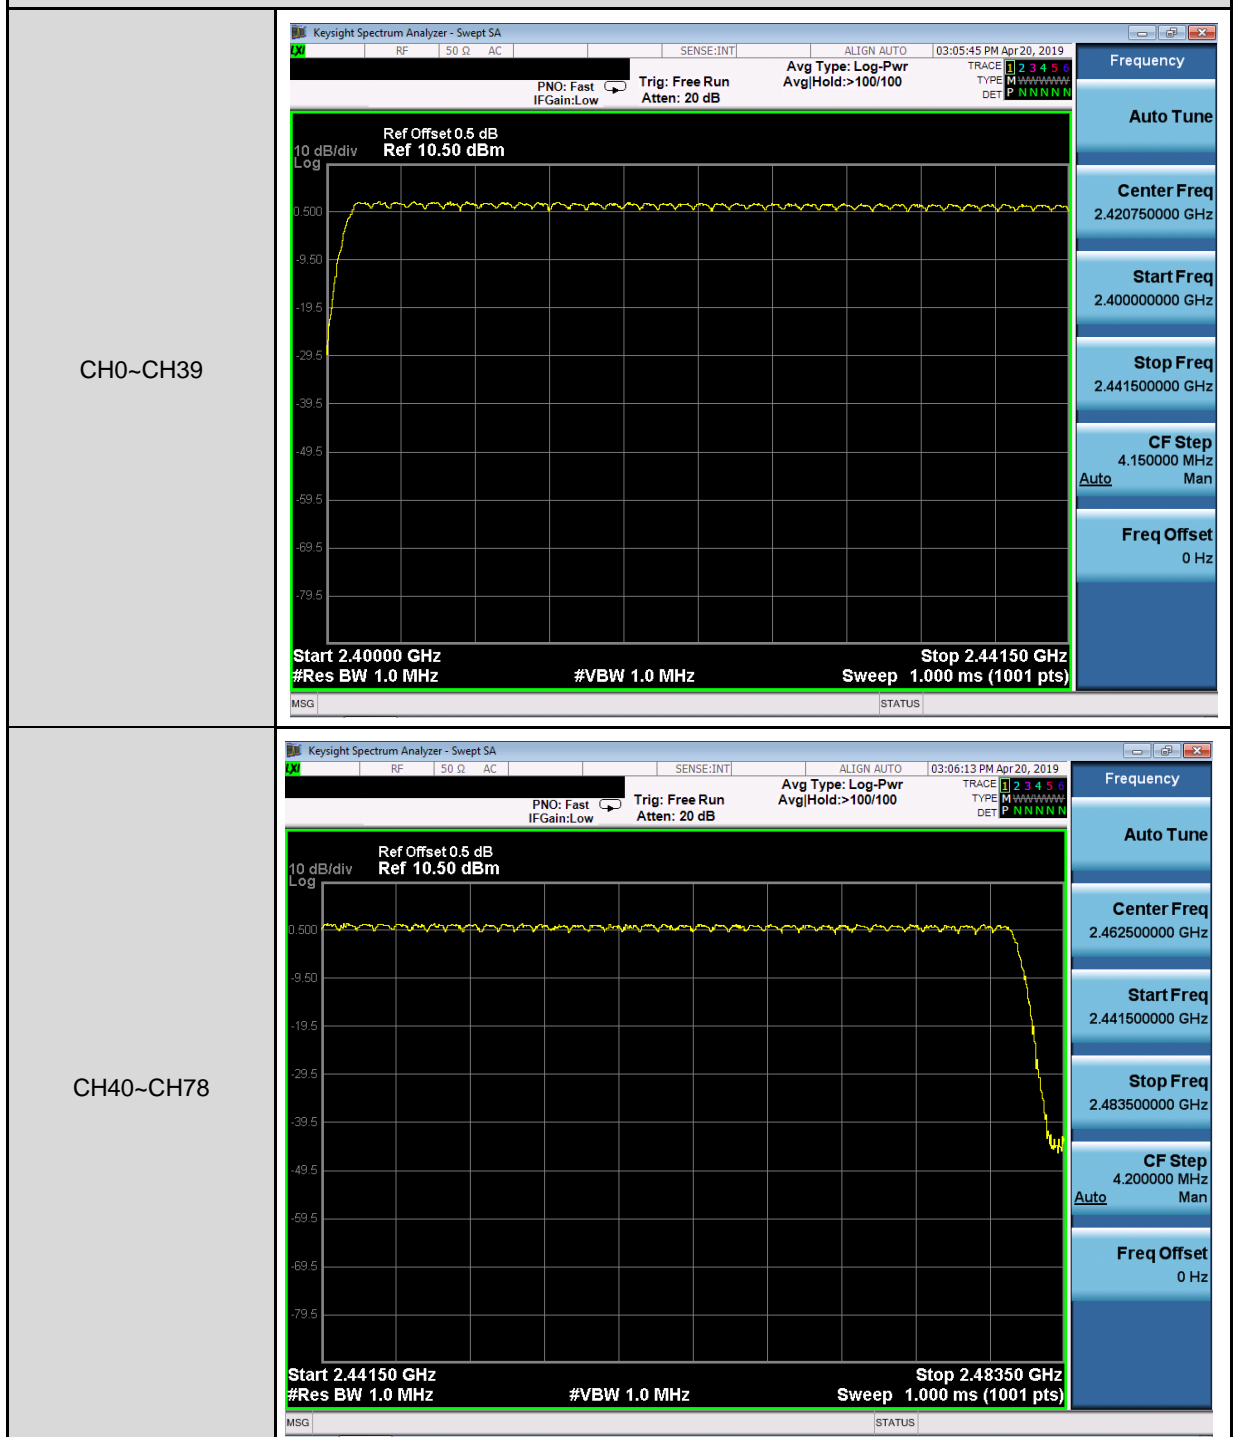 CH0~CH39
Keysight Spectrum Analyzer - Swept SA
LXI RF 50 Ω AC SENSE:INT ALIGN AUTO 03:05:45 PM Apr 20, 2019
PNO: Fast
IFGain:Low
Trig: Free Run
Atten: 20 dB
Avg Type: Log-Pwr
Avg|Hold:>100/100
TRACE 1 2 3 4 5 6
TYPE M WWWWW
DET P N N N N N
Ref Offset 0.5 dB
10 dB/div Ref 10.50 dBm
Log
0.500
-9.50
-19.5
-29.5
-39.5
-49.5
-59.5
-69.5
-79.5
Start 2.40000 GHz Stop 2.44150 GHz
#Res BW 1.0 MHz #VBW 1.0 MHz Sweep 1.000 ms (1001 pts)
MSG STATUS
Frequency
Auto Tune
Center Freq
2.420750000 GHz
Start Freq
2.400000000 GHz
Stop Freq
2.441500000 GHz
CF Step
4.150000 MHz
Auto Man
Freq Offset
0 Hz
CH40~CH78
Keysight Spectrum Analyzer - Swept SA
LXI RF 50 Ω AC SENSE:INT ALIGN AUTO 03:06:13 PM Apr 20, 2019
PNO: Fast
IFGain:Low
Trig: Free Run
Atten: 20 dB
Avg Type: Log-Pwr
Avg|Hold:>100/100
TRACE 1 2 3 4 5 6
TYPE M WWWWW
DET P N N N N N
Ref Offset 0.5 dB
10 dB/div Ref 10.50 dBm
Log
0.500
-9.50
-19.5
-29.5
-39.5
-49.5
-59.5
-69.5
-79.5
Start 2.44150 GHz Stop 2.48350 GHz
#Res BW 1.0 MHz #VBW 1.0 MHz Sweep 1.000 ms (1001 pts)
MSG STATUS
Frequency
Auto Tune
Center Freq
2.462500000 GHz
Start Freq
2.441500000 GHz
Stop Freq
2.483500000 GHz
CF Step
4.200000 MHz
Auto Man
Freq Offset
0 Hz